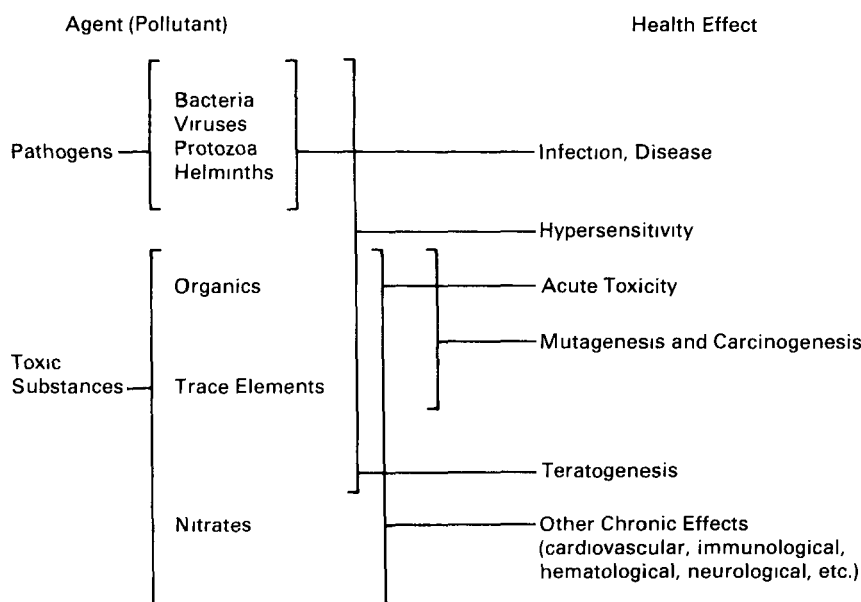 Agent (Pollutant)
Health Effect
Pathogens
Bacteria
Viruses
Protozoa
Helminths
Infection, Disease
Hypersensitivity
Toxic
Substances
Organics
Trace Elements
Nitrates
Acute Toxicity
Mutagenesis and Carcinogenesis
Teratogenesis
Other Chronic Effects
(cardiovascular, immunological,
hematological, neurological, etc.)